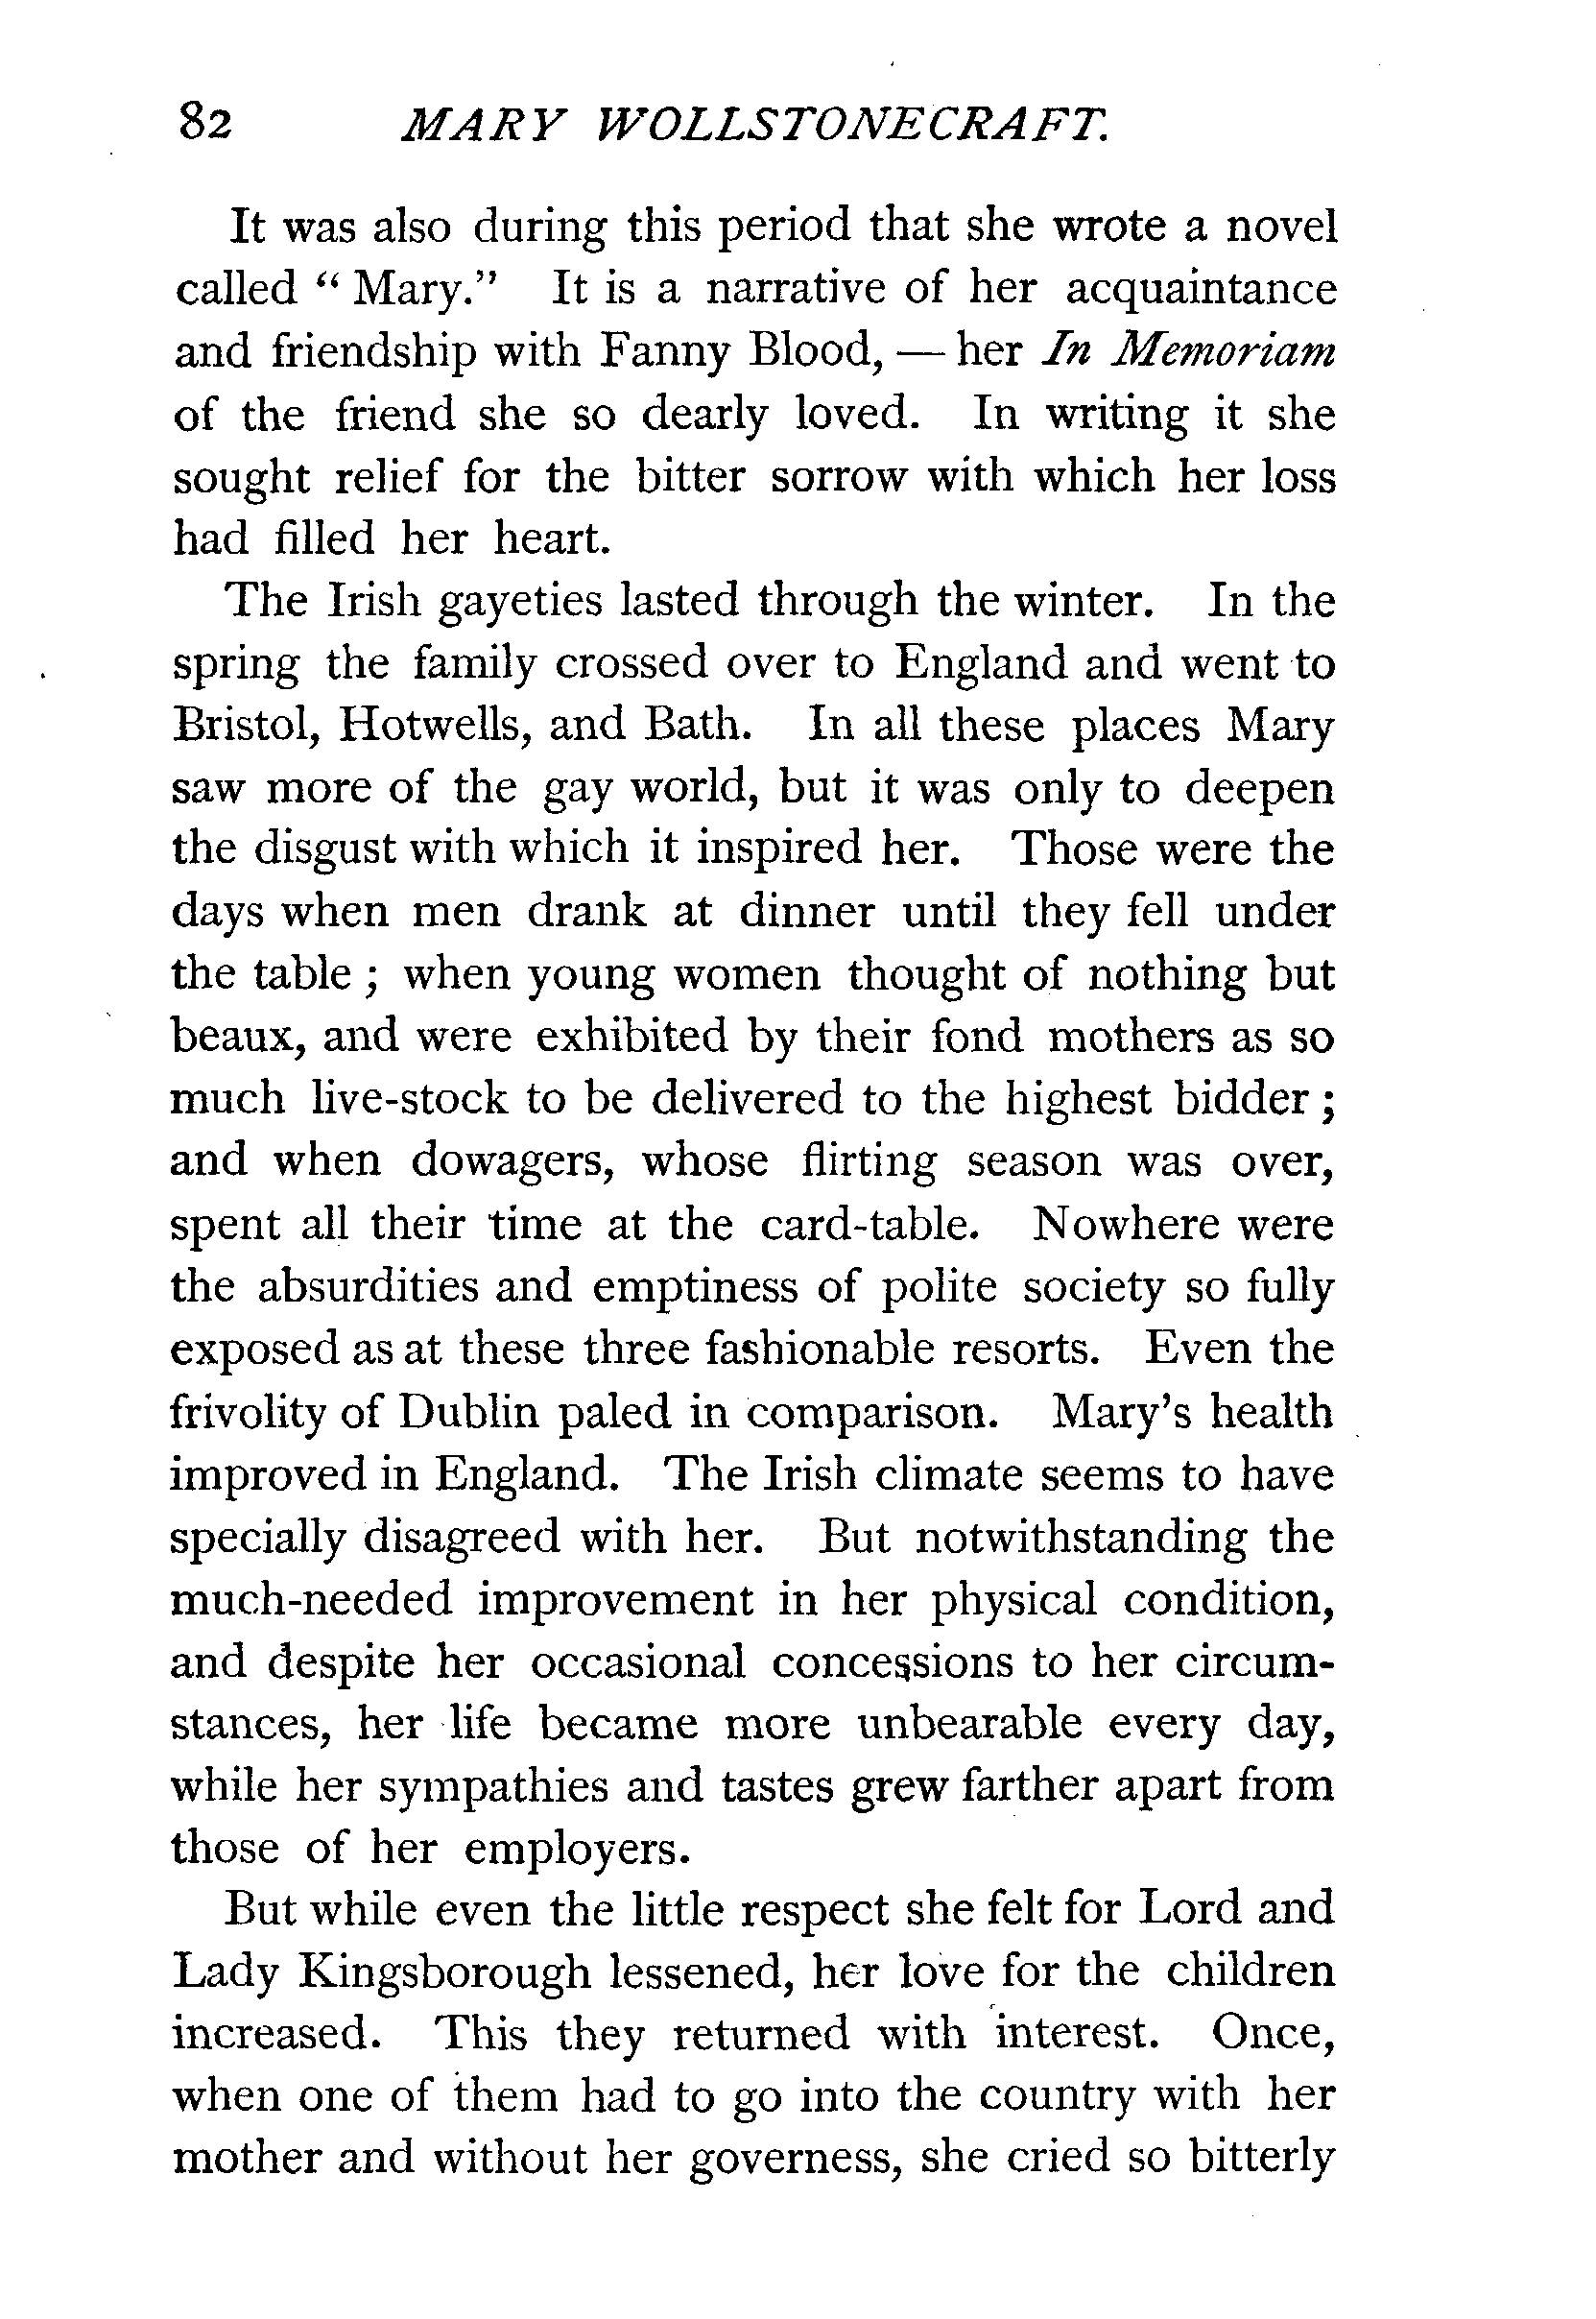 82 MARY WOLLSTONECRAFT.
It was also during this period that she wrote a novel
called “ Mary.” It is a narrative of her acquaintance
and friendship with Fanny Blood, — her In Memoriam
of the friend she so dearly loved. In writing it she
sought relief for the bitter sorrow with which her loss
had filled her heart.
The Irish gayeties lasted through the winter. In the
spring the family crossed over to England and went to
Bristol, Hotwells, and Bath. In all these places Mary
saw more of the gay world, but it was only to deepen
the disgust with which it inspired her. Those were the
days when men drank at dinner until they fell under
the table ; when young women thought of nothing but
beaux, and were exhibited by their fond mothers as so
much live-stock to be delivered to the highest bidder ;
and when dowagers, whose flirting season was over,
spent all their time at the card-table. Nowhere were
the absurdities and emptiness of polite society so fully
exposed as at these three fashionable resorts. Even the
frivolity of Dublin paled in comparison. Mary’s health
improved in England. The Irish climate seems to have
specially disagreed with her. But notwithstanding the
much-needed improvement in her physical condition,
and despite her occasional concessions to her circum-
stances, her life became more unbearable every day,
while her sympathies and tastes grew farther apart from
those of her employers.
But while even the little respect she felt for Lord and
Lady Kingsborough lessened, her love for the children
increased. This they returned with interest. Once,
when one of them had to go into the country with her
mother and without her governess, she cried so bitterly